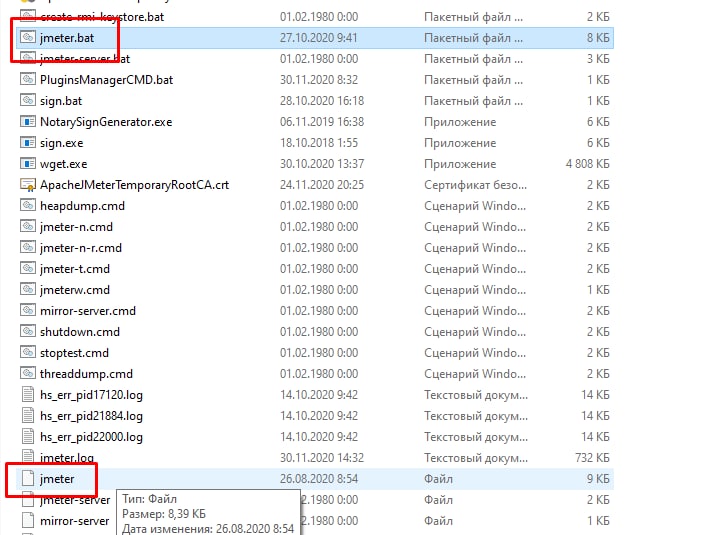 create-rmi-keystore.bat 01.02.1980 0:00 Пакетный файл ... 2 КБ
jmeter.bat 27.10.2020 9:41 Пакетный файл ... 8 КБ
jmeter-server.bat 01.02.1980 0:00 Пакетный файл ... 3 КБ
PluginsManagerCMD.bat 30.11.2020 8:32 Пакетный файл ... 1 КБ
sign.bat 28.10.2020 16:18 Пакетный файл ... 1 КБ
NotarySignGenerator.exe 06.11.2019 16:38 Приложение 6 КБ
sign.exe 18.10.2018 1:55 Приложение 6 КБ
wget.exe 30.10.2020 13:37 Приложение 4 808 КБ
ApacheJMeterTemporaryRootCA.crt 24.11.2020 20:25 Сертификат безо... 2 КБ
heapdump.cmd 01.02.1980 0:00 Сценарий Windo... 2 КБ
jmeter-n.cmd 01.02.1980 0:00 Сценарий Windo... 2 КБ
jmeter-n-r.cmd 01.02.1980 0:00 Сценарий Windo... 2 КБ
jmeter-t.cmd 01.02.1980 0:00 Сценарий Windo... 2 КБ
jmeterw.cmd 01.02.1980 0:00 Сценарий Windo... 1 КБ
mirror-server.cmd 01.02.1980 0:00 Сценарий Windo... 2 КБ
shutdown.cmd 01.02.1980 0:00 Сценарий Windo... 2 КБ
stoptest.cmd 01.02.1980 0:00 Сценарий Windo... 2 КБ
threaddump.cmd 01.02.1980 0:00 Сценарий Windo... 2 КБ
hs_err_pid17120.log 14.10.2020 9:42 Текстовый докум... 14 КБ
hs_err_pid21884.log 14.10.2020 9:42 Текстовый докум... 14 КБ
hs_err_pid22000.log 14.10.2020 9:42 Текстовый докум... 14 КБ
jmeter.log 30.11.2020 14:32 Текстовый докум... 732 КБ
jmeter 26.08.2020 8:54 Файл 9 КБ
jmeter-server .1980 0:00 Файл 2 КБ
mirror-server .1980 0:00 Файл 2 КБ
Тип: Файл
Размер: 8,39 КБ
Дата изменения: 26.08.2020 8:54